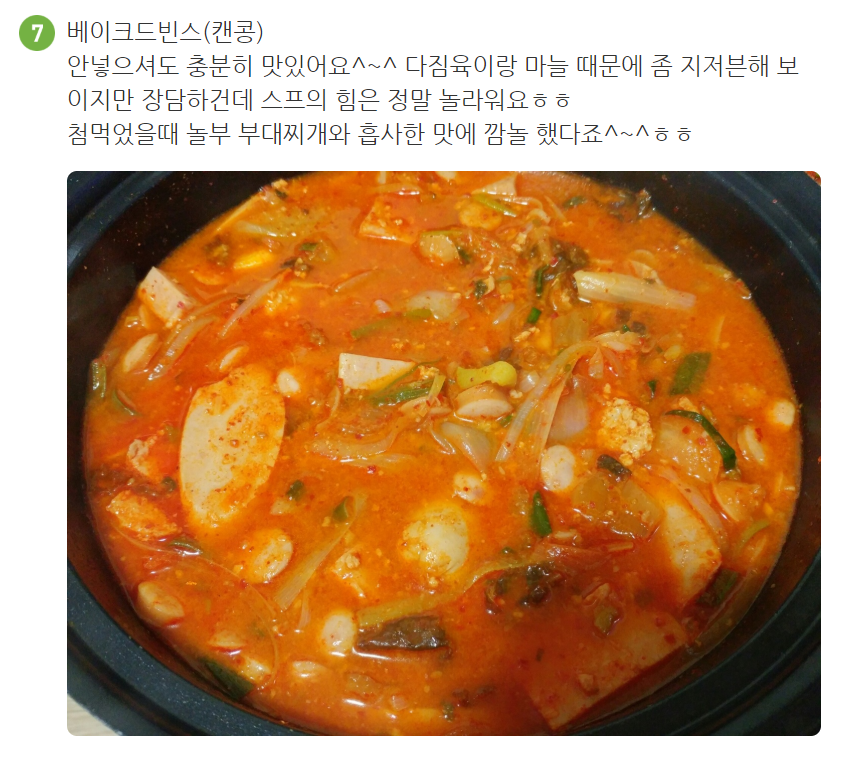 7 베이크드빈스(캔콩)
안넣으셔도 충분히 맛있어요^~^ 다짐육이랑 마늘 때문에 좀 지저븐해 보
이지만 장담하건데 스프의 힘은 정말 놀라워요ㅎㅎ
첨먹었을때 놀부 부대찌개와 흡사한 맛에 깜놀 했다죠^~^ㅎㅎ